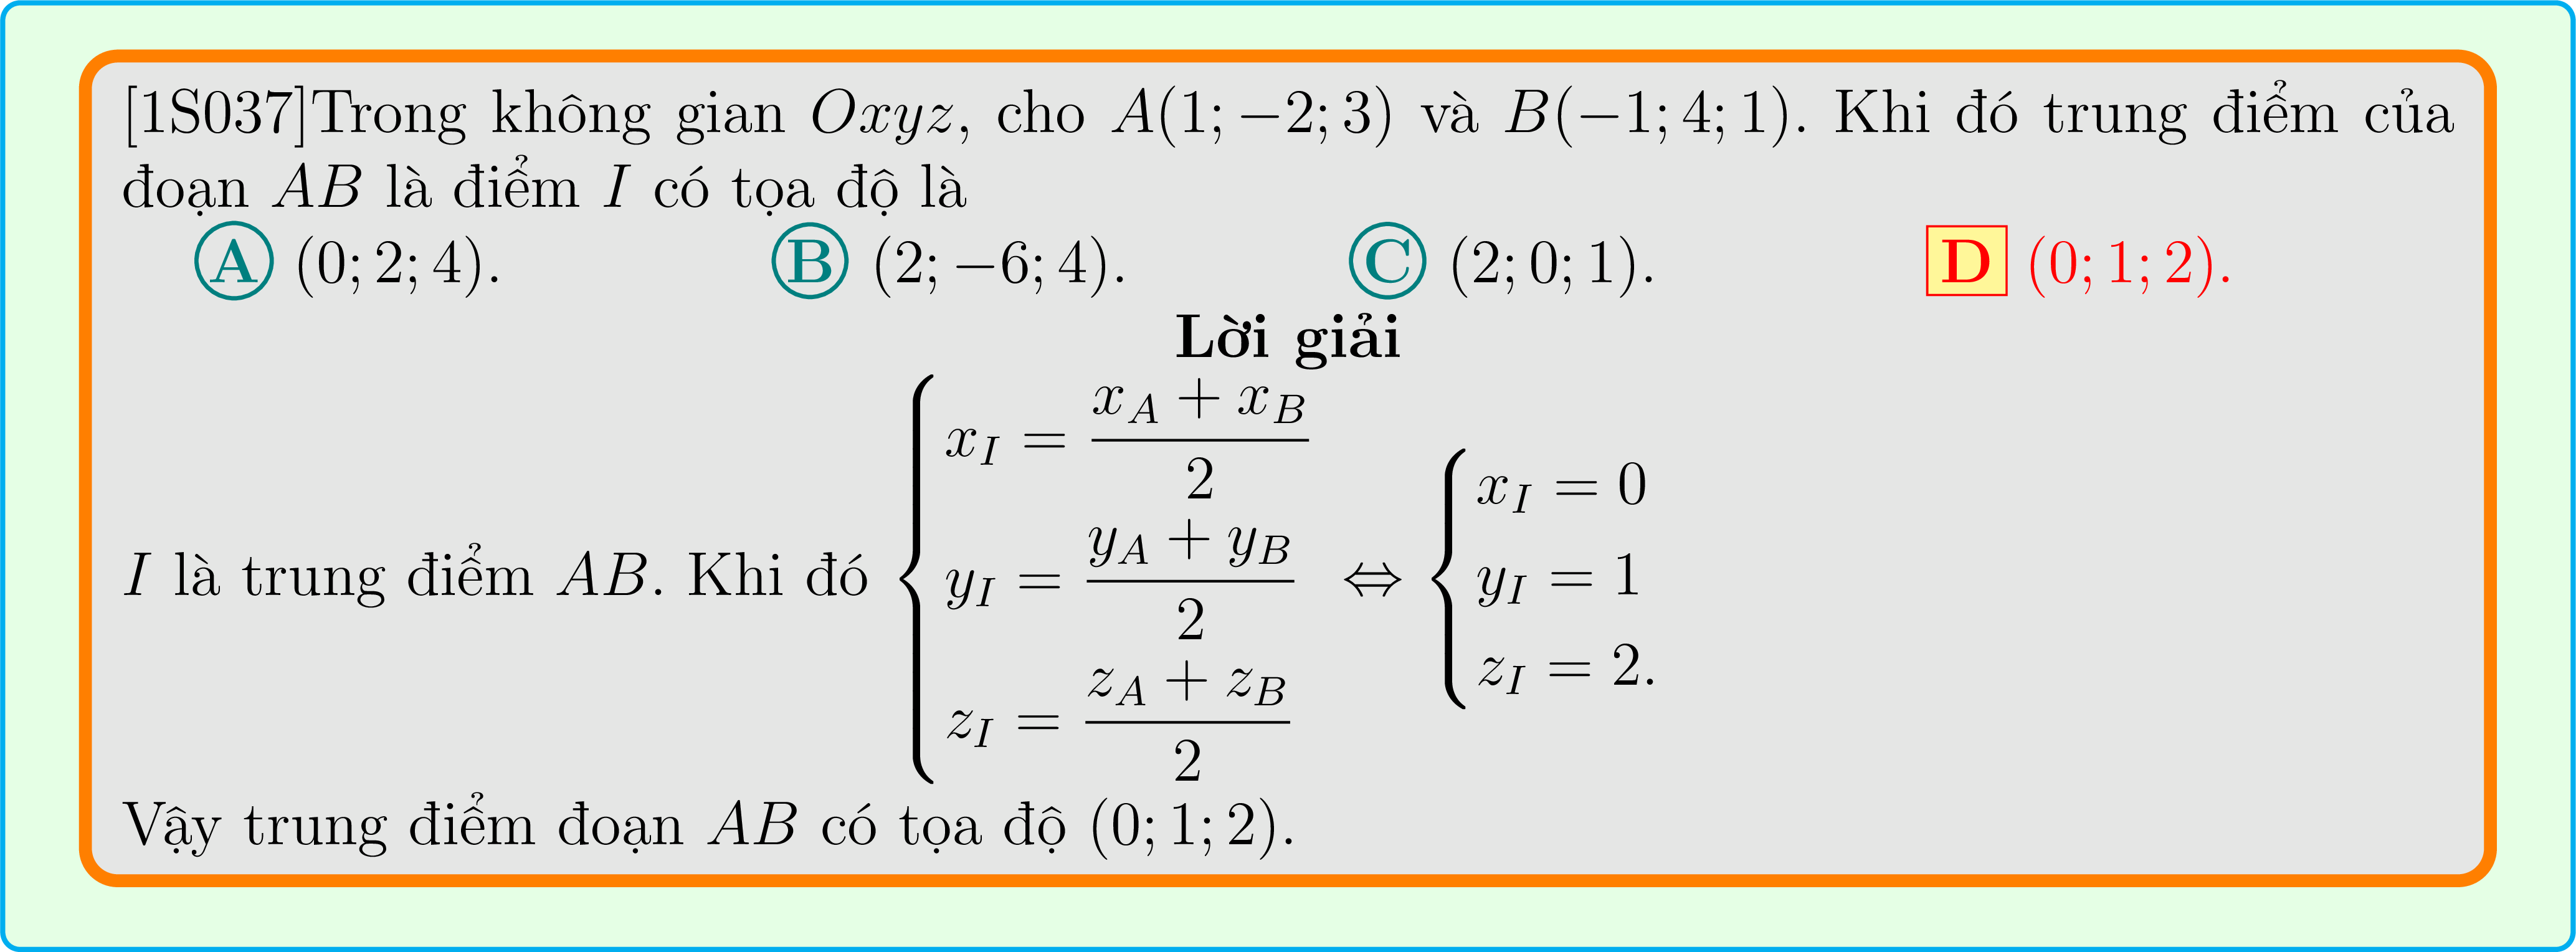 [1S037]Trong không gian Oxyz, cho A(1; −2; 3) và B(−1; 4; 1). Khi đó trung điểm của
đoạn AB là điểm I có tọa độ là
A (0; 2; 4). B (2; −6; 4). C (2; 0; 1). D (0; 1; 2).
Lời giải
I là trung điểm AB. Khi đó $\begin{cases} x_I = \dfrac{x_A + x_B}{2} \\ y_I = \dfrac{y_A + y_B}{2} \\ z_I = \dfrac{z_A + z_B}{2} \end{cases} \Leftrightarrow \begin{cases} x_I = 0 \\ y_I = 1 \\ z_I = 2. \end{cases}$
Vậy trung điểm đoạn AB có tọa độ (0; 1; 2).